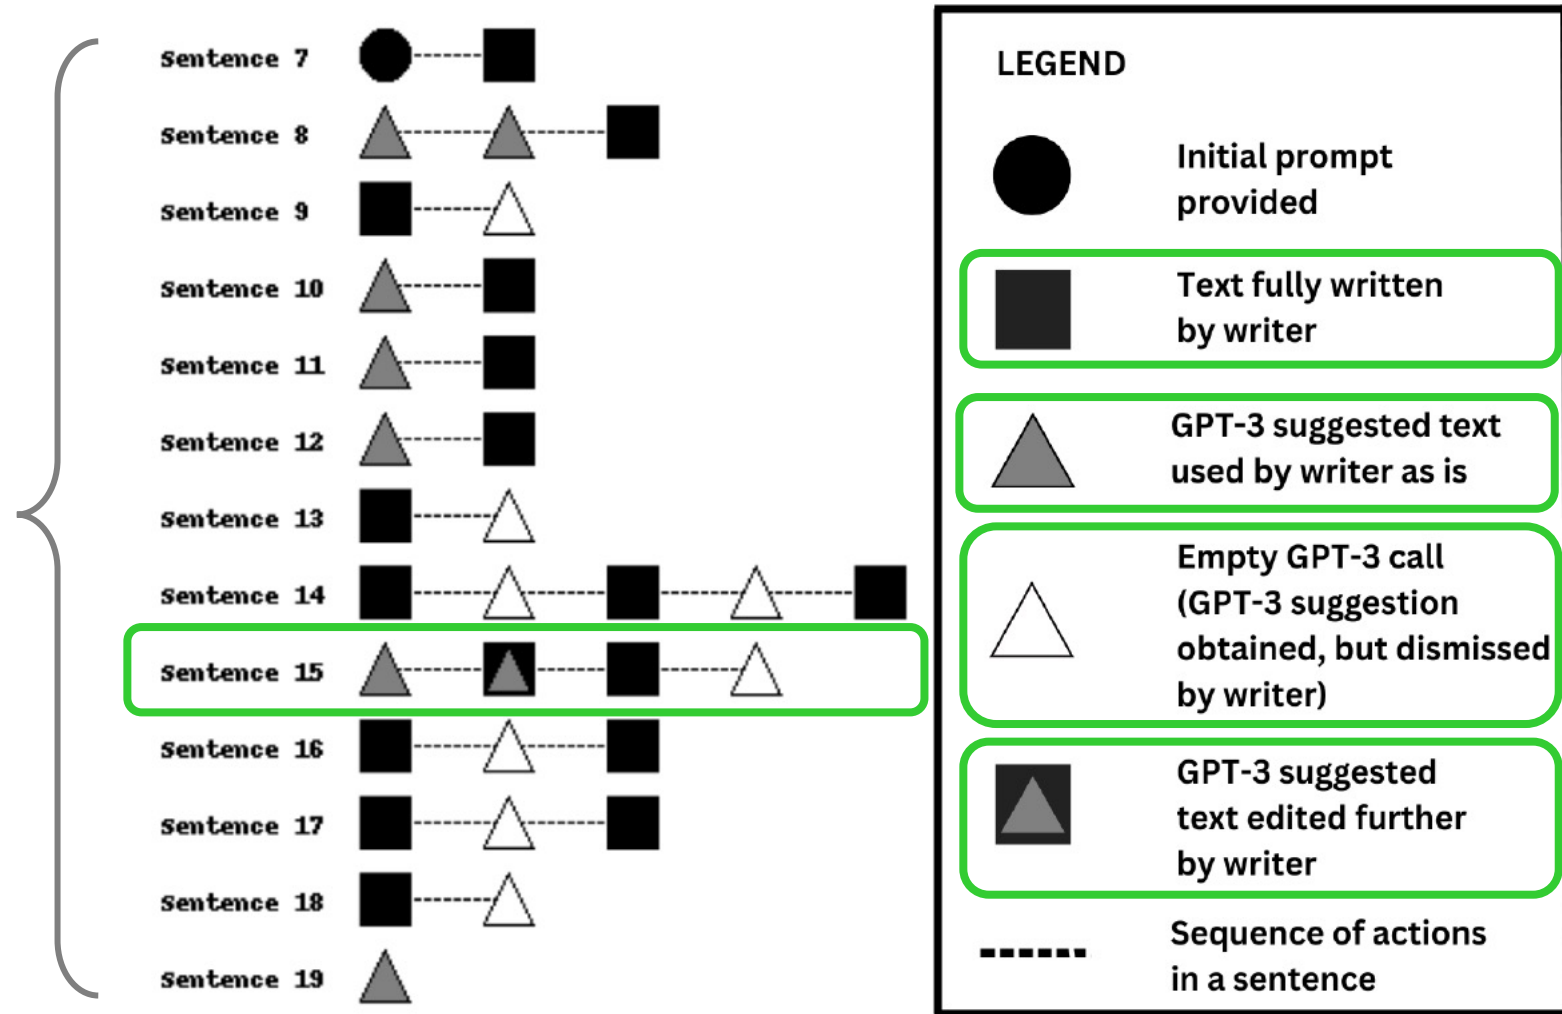 Sentence 7
Sentence 8
Sentence 9
Sentence 10
Sentence 11
Sentence 12
Sentence 13
Sentence 14
Sentence 15
Sentence 16
Sentence 17
Sentence 18
Sentence 19
LEGEND
Initial prompt
provided
Text fully written
by writer
GPT-3 suggested text
used by writer as is
Empty GPT-3 call
(GPT-3 suggestion
obtained, but dismissed
by writer)
GPT-3 suggested
text edited further
by writer
Sequence of actions
in a sentence